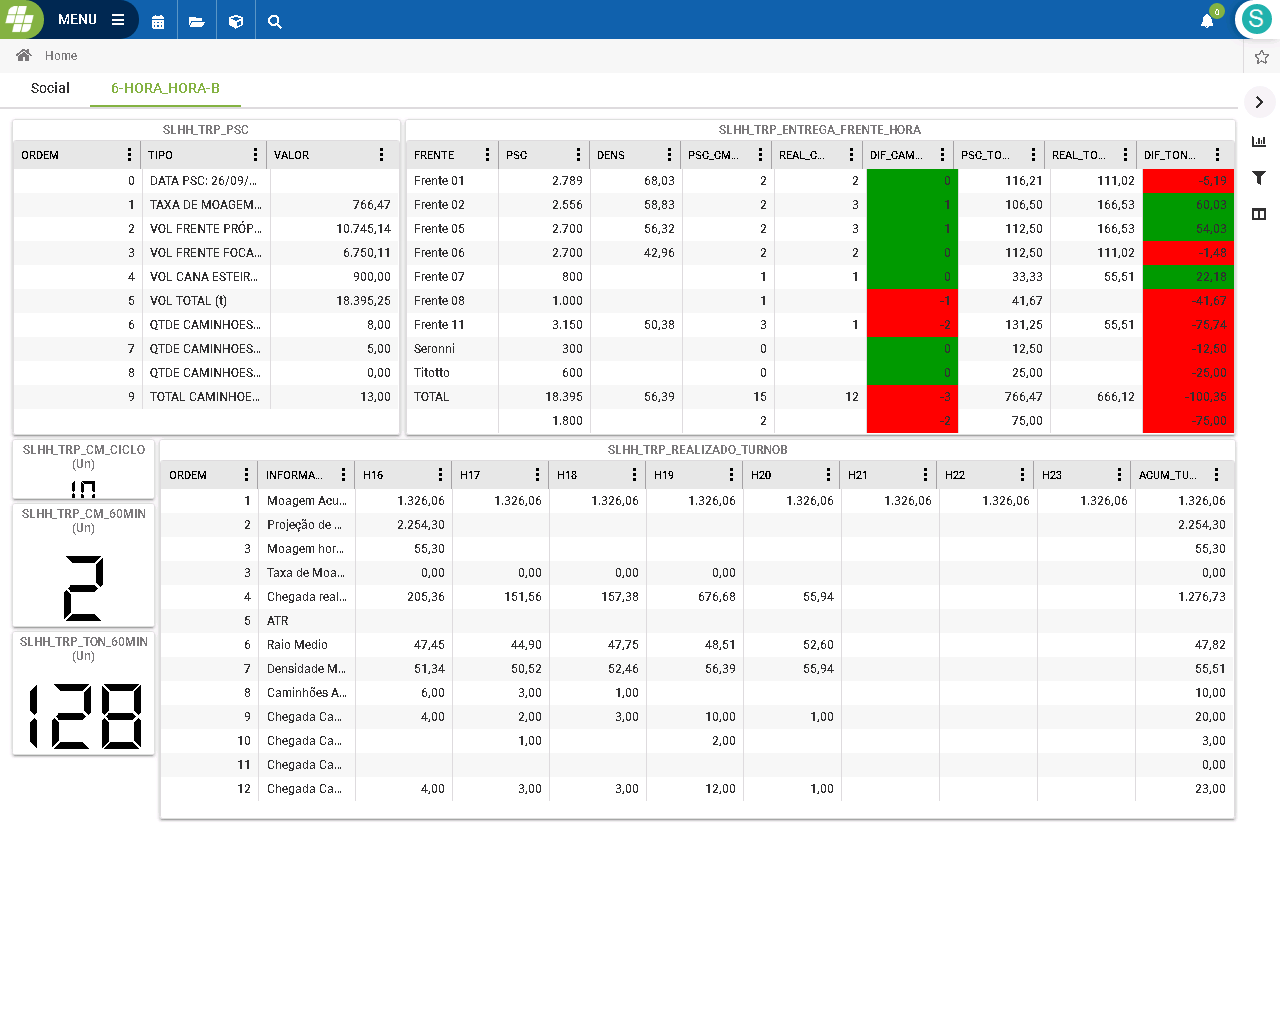 MENU
0
S
Home
Social 6-HORA_HORA-B
SLHH_TRP_PSC
ORDEM TIPO VALOR
0 DATA PSC: 26/09/...
1 TAXA DE MOAGEM... 766,47
2 VOL FRENTE PRÓP... 10.745,14
3 VOL FRENTE FOCA... 6.750,11
4 VOL CANA ESTEIR... 900,00
5 VOL TOTAL (t) 18.395,25
6 QTDE CAMINHOES... 8,00
7 QTDE CAMINHOES... 5,00
8 QTDE CAMINHOES... 0,00
9 TOTAL CAMINHOE... 13,00
SLHH_TRP_ENTREGA_FRENTE_HORA
FRENTE PSC DENS PSC_CM... REAL_C... DIF_CAM... PSC_TO... REAL_TO... DIF_TON...
Frente 01 2.789 68,03 2 2 0 116,21 111,02 -5,19
Frente 02 2.556 58,83 2 3 1 106,50 166,53 60,03
Frente 05 2.700 56,32 2 3 1 112,50 166,53 54,03
Frente 06 2.700 42,96 2 2 0 112,50 111,02 -1,48
Frente 07 800 1 1 0 33,33 55,51 22,18
Frente 08 1.000 1 -1 41,67 -41,67
Frente 11 3.150 50,38 3 1 -2 131,25 55,51 -75,74
Seronni 300 0 0 12,50 -12,50
Titotto 600 0 0 25,00 -25,00
TOTAL 18.395 56,39 15 12 -3 766,47 666,12 -100,35
1.800 2 -2 75,00 -75,00
SLHH_TRP_CM_CICLO
(Un)
SLHH_TRP_CM_60MIN
(Un)
2
SLHH_TRP_TON_60MIN
(Un)
128
SLHH_TRP_REALIZADO_TURNOB
ORDEM INFORMA... H16 H17 H18 H19 H20 H21 H22 H23 ACUM_TU...
1 Moagem Acu... 1.326,06 1.326,06 1.326,06 1.326,06 1.326,06 1.326,06 1.326,06 1.326,06 1.326,06
2 Projeção de ... 2.254,30 2.254,30
3 Moagem hor... 55,30 55,30
3 Taxa de Moa... 0,00 0,00 0,00 0,00 0,00
4 Chegada real... 205,36 151,56 157,38 676,68 55,94 1.276,73
5 ATR
6 Raio Medio 47,45 44,90 47,75 48,51 52,60 47,82
7 Densidade M... 51,34 50,52 52,46 56,39 55,94 55,51
8 Caminhões A... 6,00 3,00 1,00 10,00
9 Chegada Ca... 4,00 2,00 3,00 10,00 1,00 20,00
10 Chegada Ca... 1,00 2,00 3,00
11 Chegada Ca... 0,00
12 Chegada Ca... 4,00 3,00 3,00 12,00 1,00 23,00